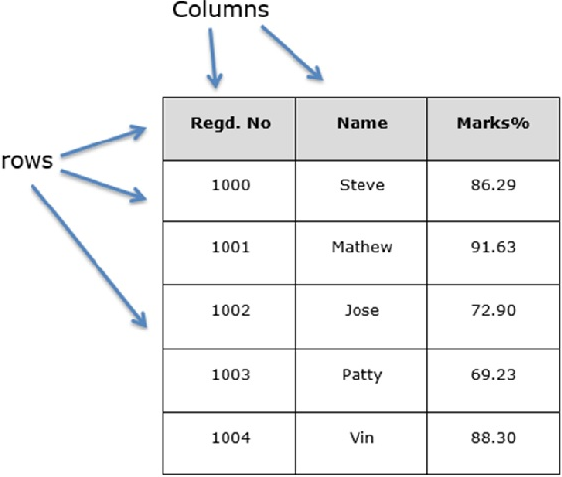 Columns
rows
Regd. No Name Marks%
1000 Steve 86.29
1001 Mathew 91.63
1002 Jose 72.90
1003 Patty 69.23
1004 Vin 88.30